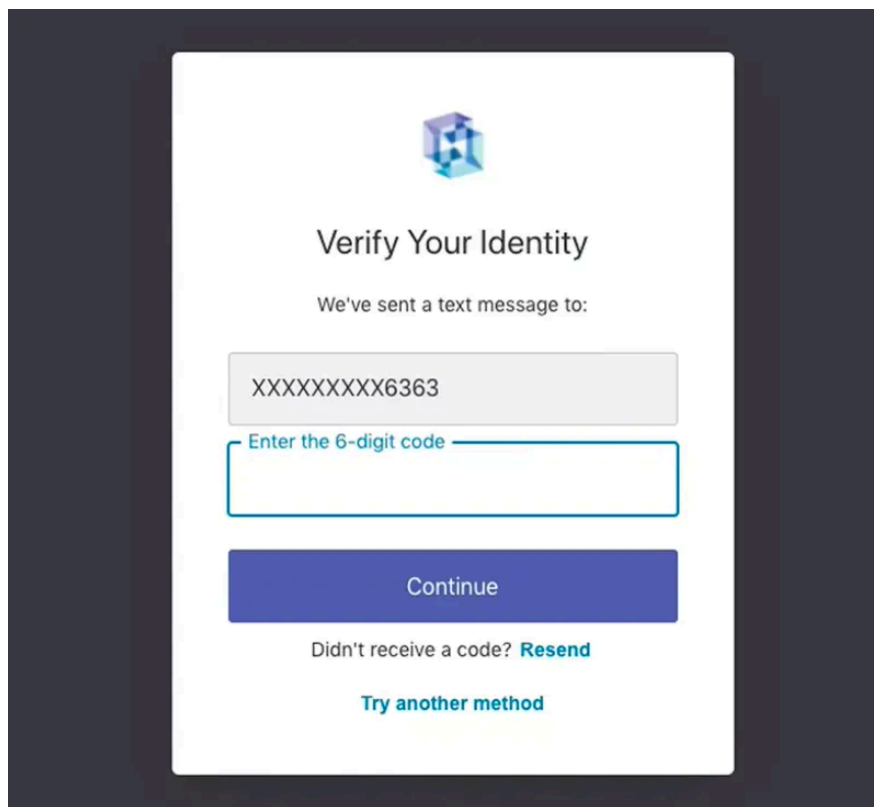 Verify Your Identity
We've sent a text message to:
XXXXXXXXX6363
Enter the 6-digit code
Continue
Didn't receive a code? Resend
Try another method